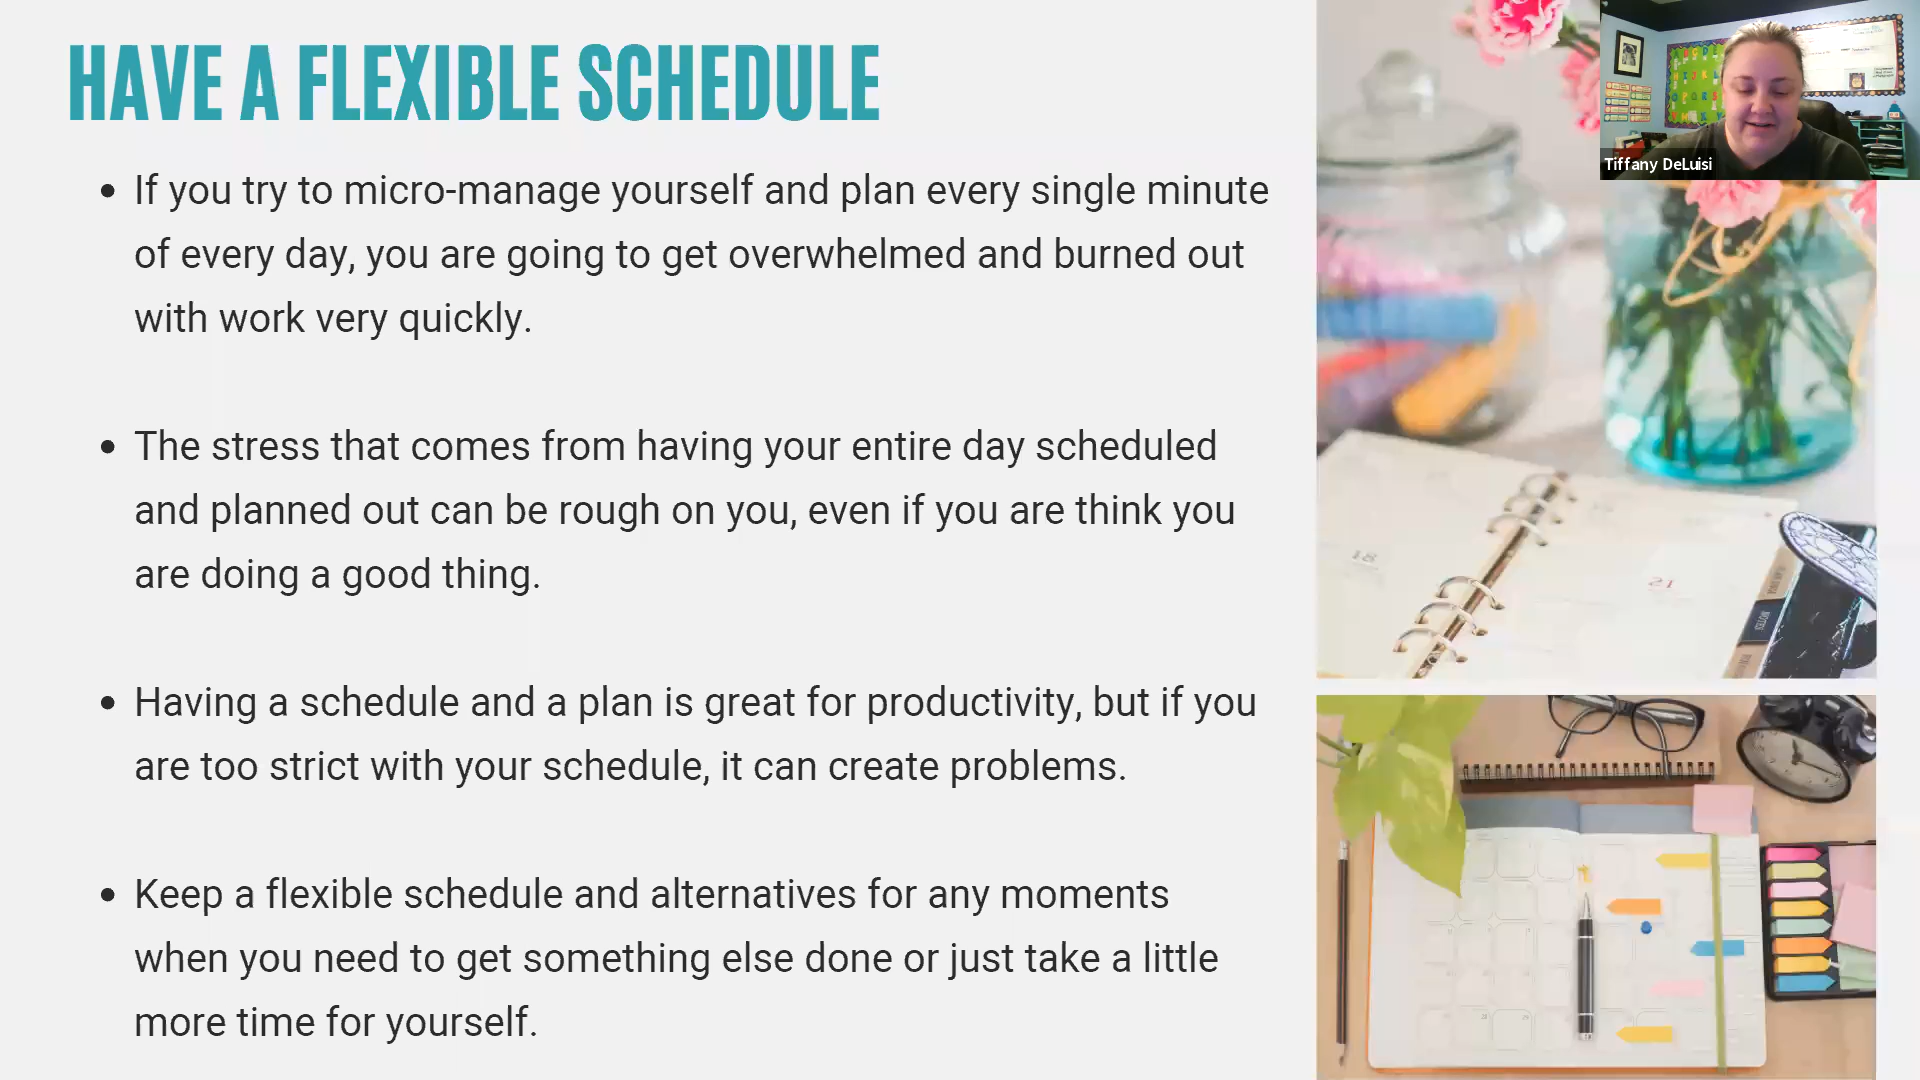 HAVE A FLEXIBLE SCHEDULE
If you try to micro-manage yourself and plan every single minute
of every day, you are going to get overwhelmed and burned out
with work very quickly.
The stress that comes from having your entire day scheduled
and planned out can be rough on you, even if you are think you
are doing a good thing.
Having a schedule and a plan is great for productivity, but if you
are too strict with your schedule, it can create problems.
Keep a flexible schedule and alternatives for any moments
when you need to get something else done or just take a little
more time for yourself.
Tiffany DeLuisi
18
21
NOTES